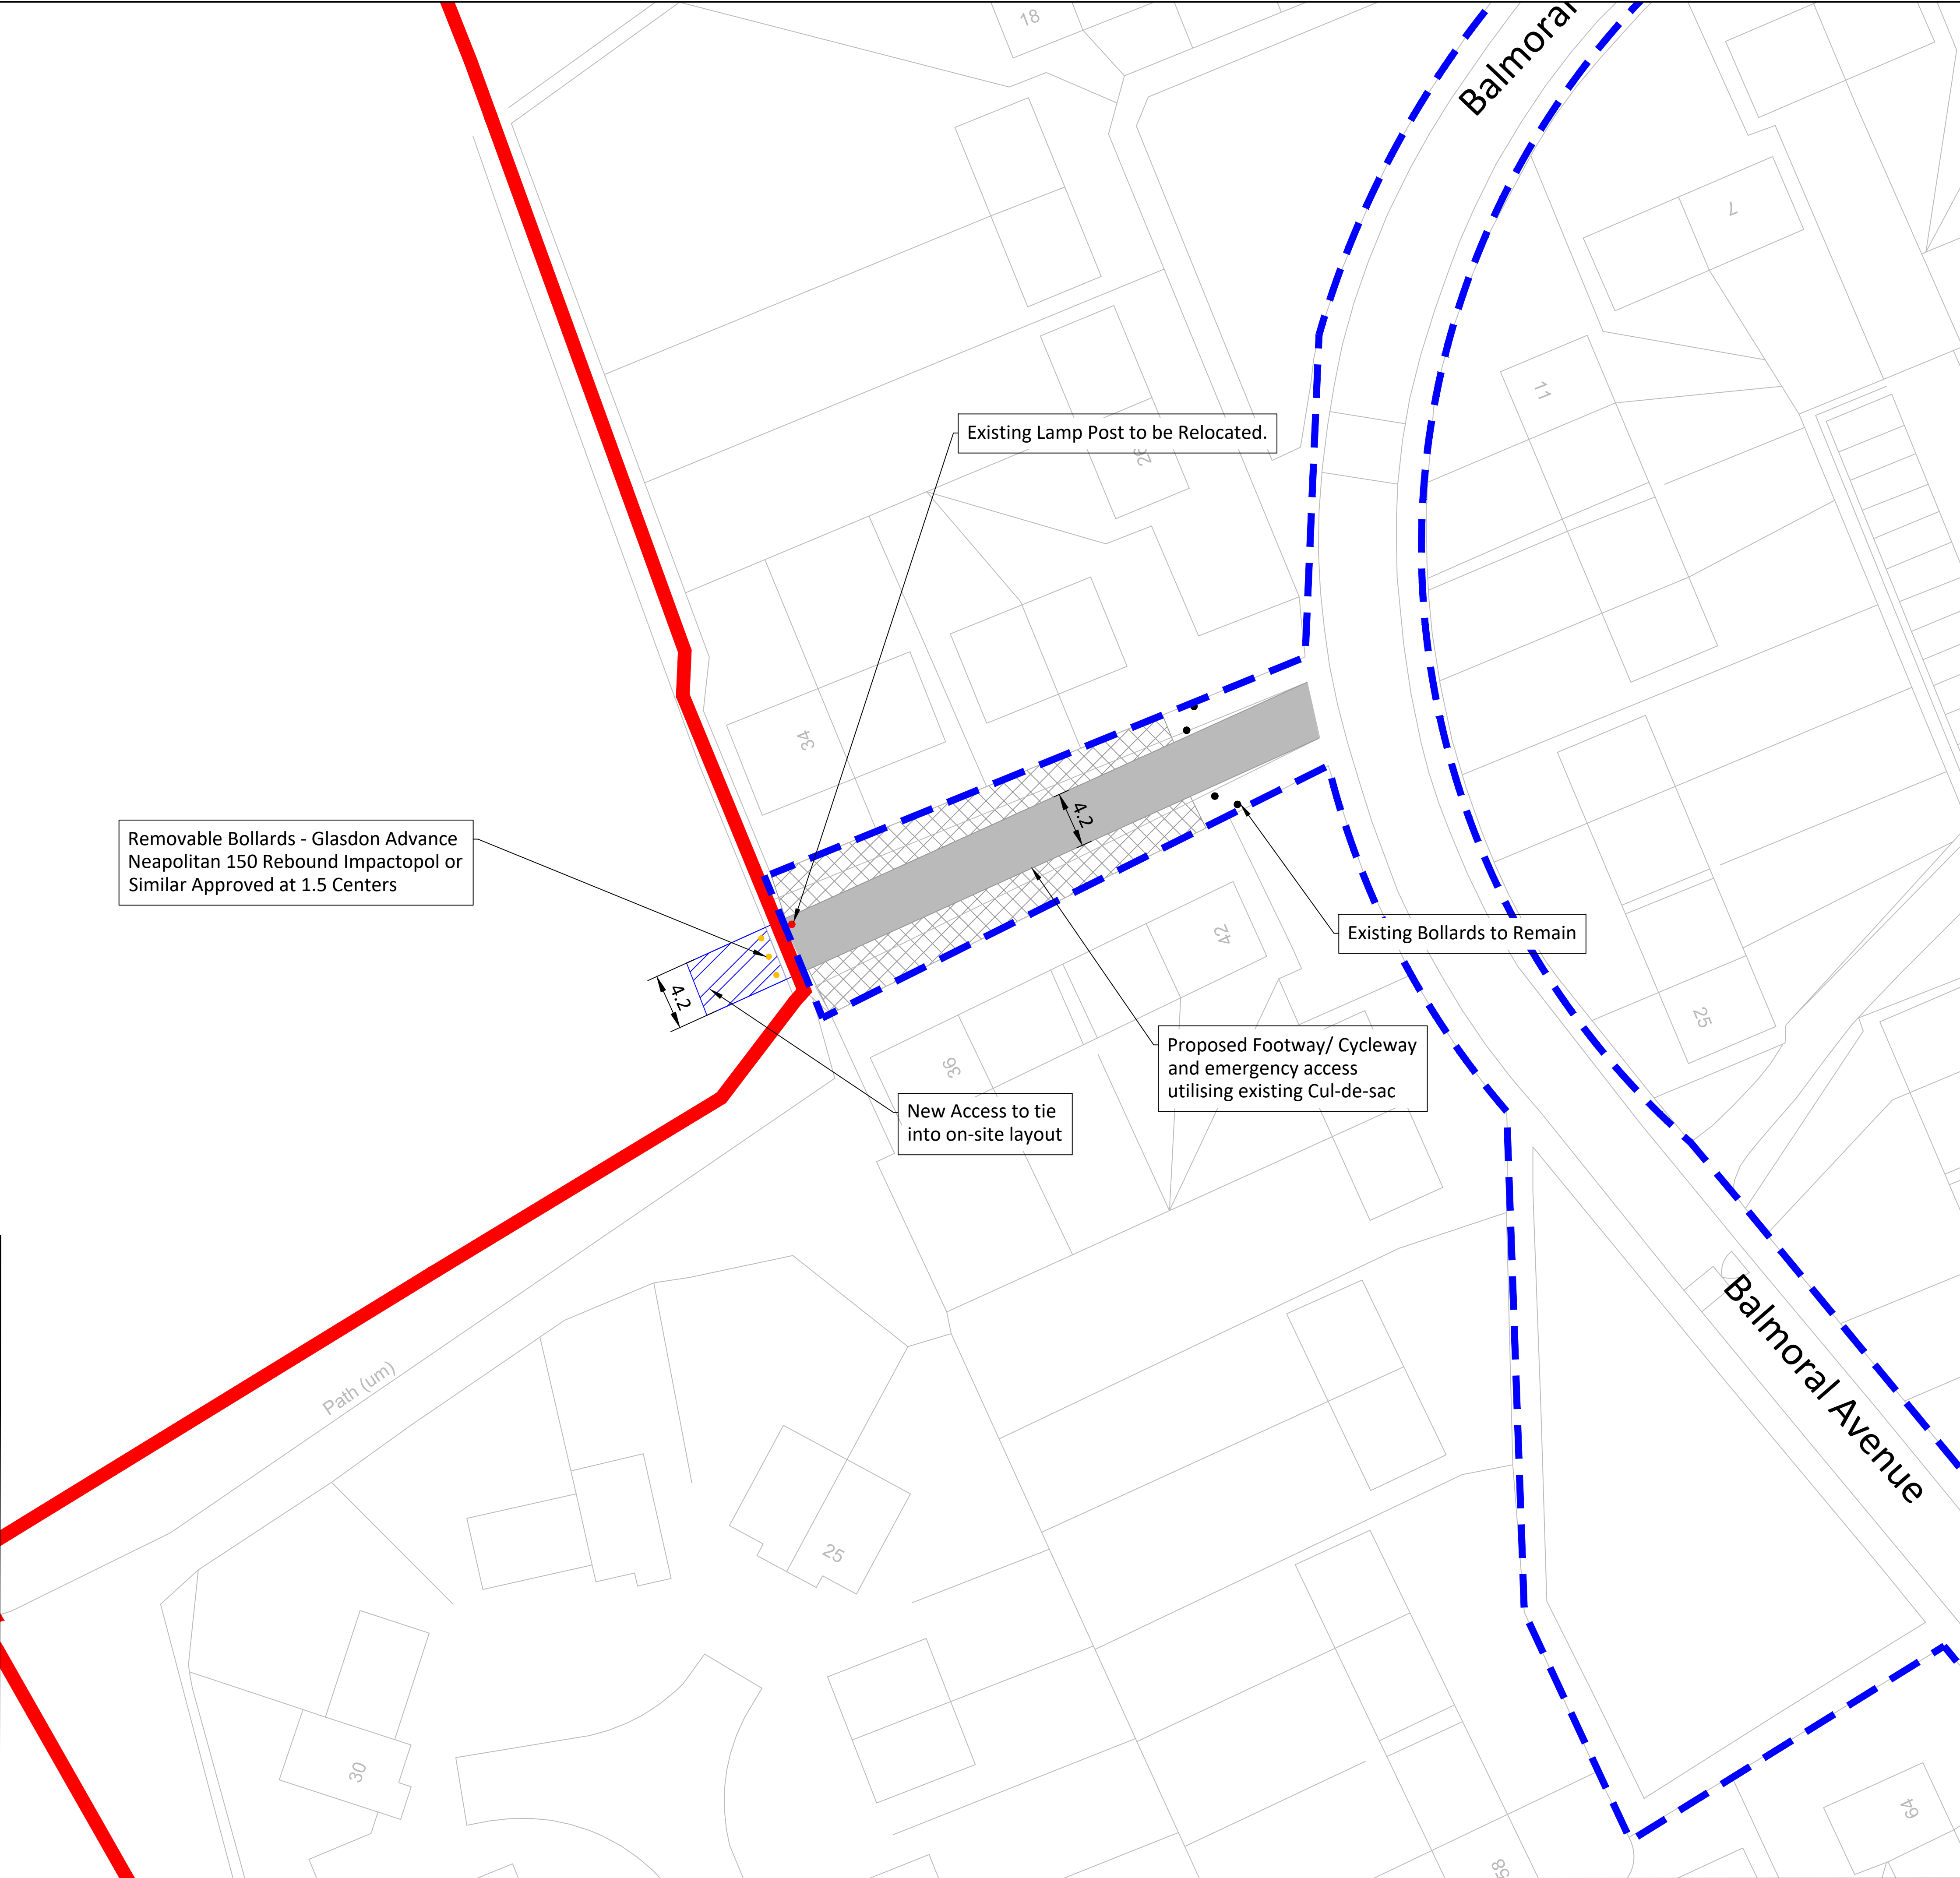 18
Balmoral
7
11
Existing Lamp Post to be Relocated.
26
34
4.2
Removable Bollards - Glasdon Advance
Neapolitan 150 Rebound Impactopol or
Similar Approved at 1.5 Centers
42
Existing Bollards to Remain
4.2
25
Proposed Footway/ Cycleway
and emergency access
utilising existing Cul-de-sac
36
New Access to tie
into on-site layout
Balmoral Avenue
Path (um)
25
30
64
58